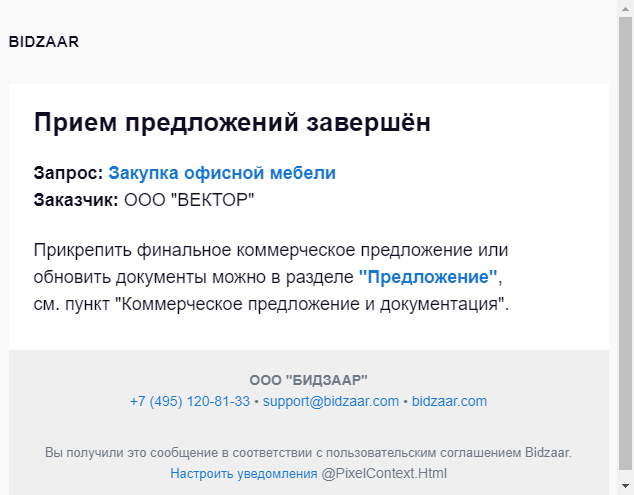 BIDZAAR
Прием предложений завершён
Запрос: Закупка офисной мебели
Заказчик: ООО "ВЕКТОР"
Прикрепить финальное коммерческое предложение или
обновить документы можно в разделе "Предложение",
см. пункт "Коммерческое предложение и документация".
ООО "БИДЗААР"
+7 (495) 120-81-33 • support@bidzaar.com • bidzaar.com
Вы получили это сообщение в соответствии с пользовательским соглашением Bidzaar.
Настроить уведомления @PixelContext.Html